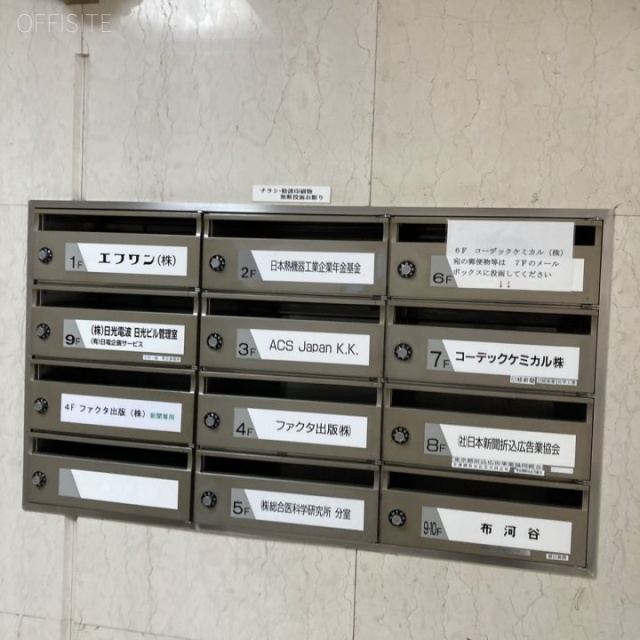 OFFISITE
チラシ・勧誘印刷物
無断投函お断り
1F エフワン(株)
2F 日本熱機器工業企業年金基金
6F
6F コーデックケミカル(株)
宛の郵便物等は 7Fのメール
ボックスに投函してください
↓↓
9F (株)日光電波 日光ビル管理室
(有)日電企画サービス
3F ACS Japan K.K.
7F コーデックケミカル㈱
4F ファクタ出版(株) 新聞専用
4F ファクタ出版㈱
8F ㈳日本新聞折込広告業協会
5F ㈱総合医科学研究所 分室
9・10F 布河谷